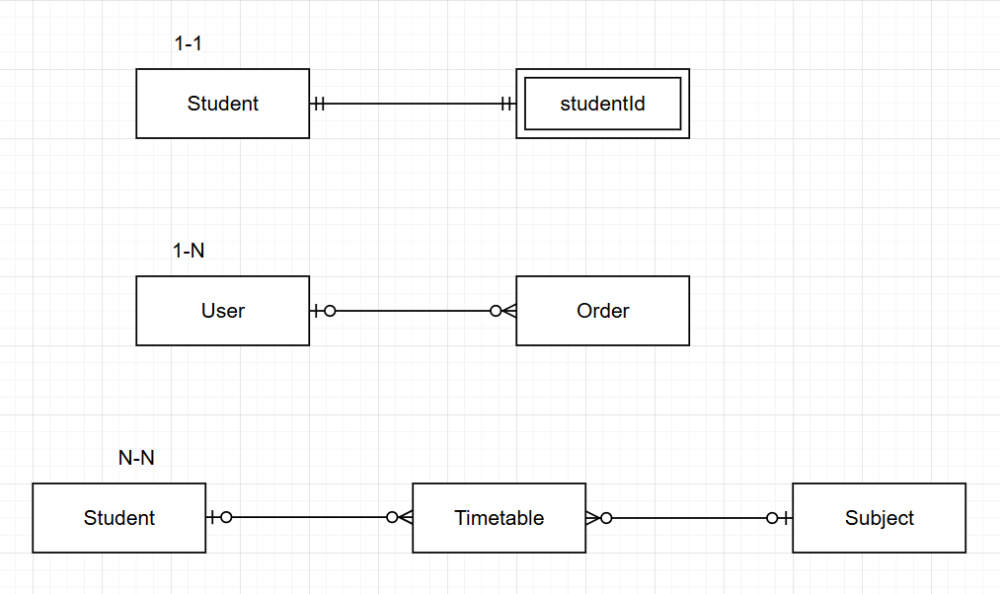 1-1
Student
studentId
1-N
User
Order
N-N
Student
Timetable
Subject